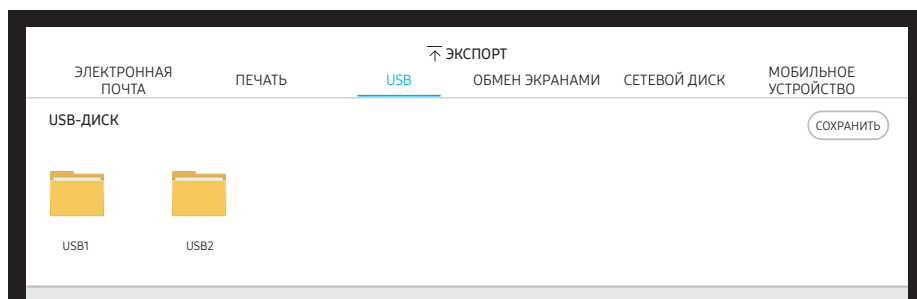 ЭКСПОРТ
ЭЛЕКТРОННАЯ
ПОЧТА
ПЕЧАТЬ
USB
ОБМЕН ЭКРАНАМИ
СЕТЕВОЙ ДИСК
МОБИЛЬНОЕ
УСТРОЙСТВО
USB-ДИСК
СОХРАНИТЬ
USB1
USB2